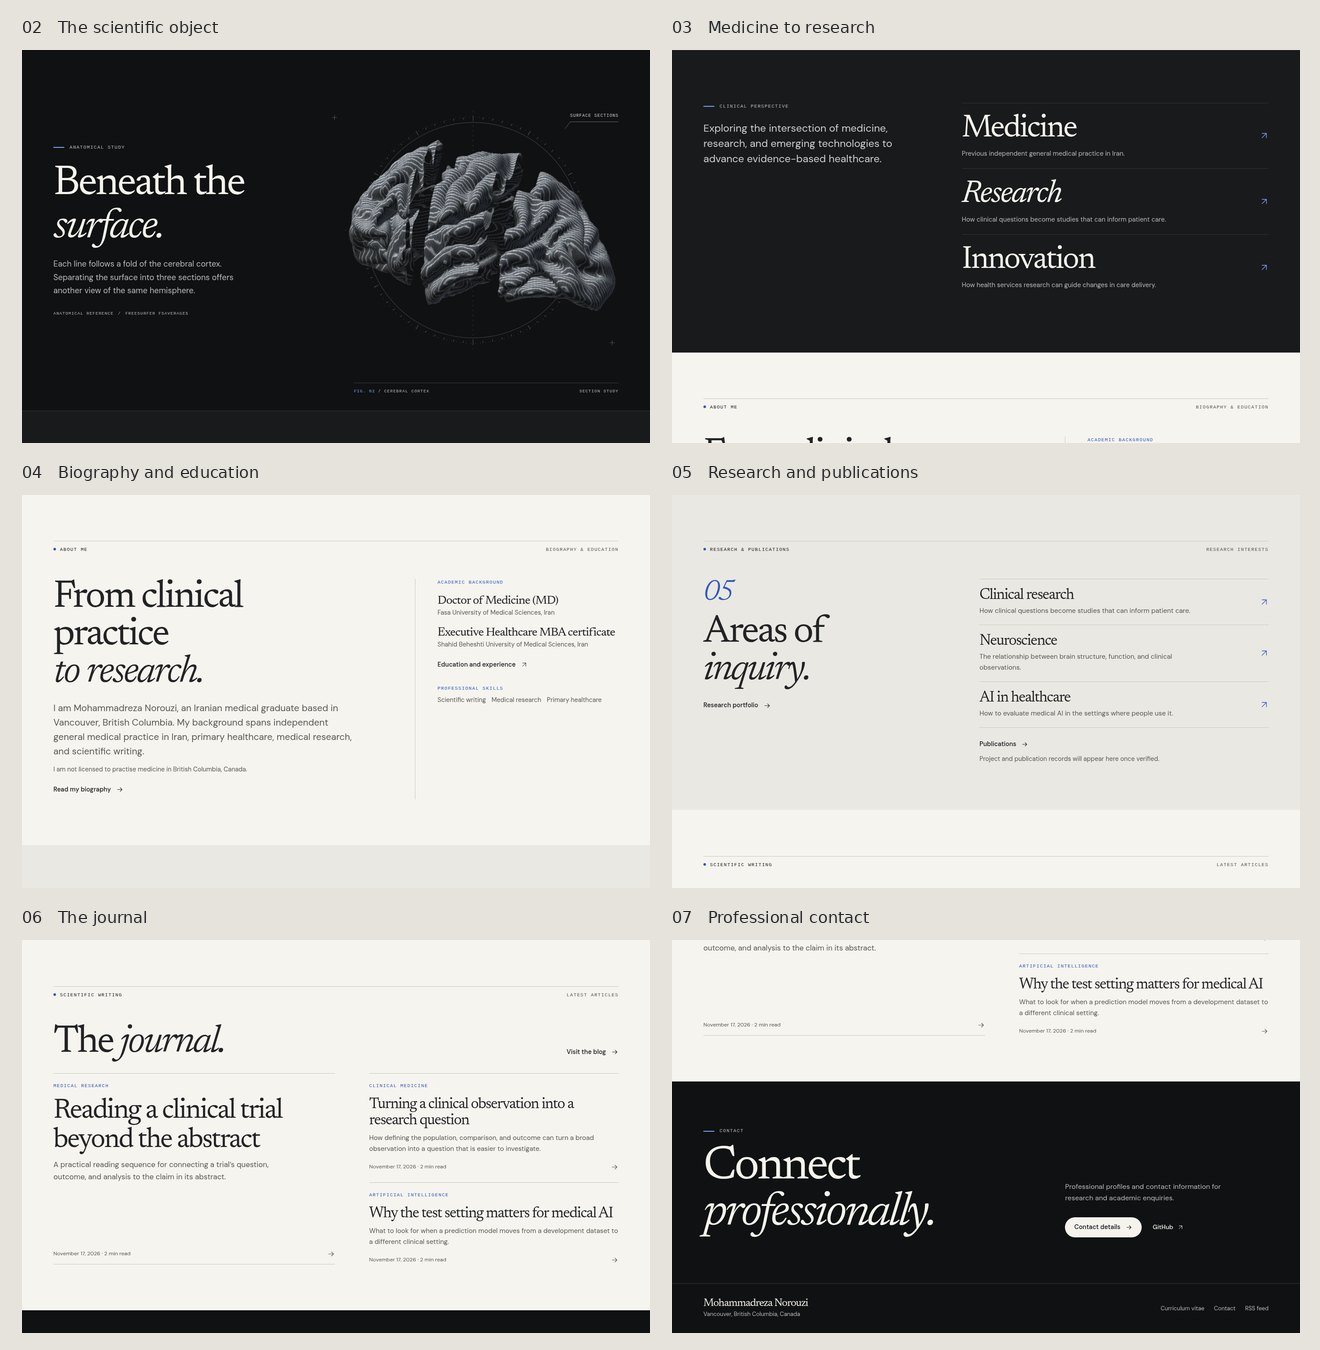 02 The scientific object
ANATOMICAL STUDY
Beneath the
surface.
Each line follows a fold of the cerebral cortex.
Separating the surface into three sections offers
another view of the same hemisphere.
ANATOMICAL REFERENCE / FREESURFER FSAVERAGE6
SURFACE SECTIONS
FIG. 02 / CEREBRAL CORTEX
SECTION STUDY
03 Medicine to research
CLINICAL PERSPECTIVE
Exploring the intersection of medicine,
research, and emerging technologies to
advance evidence-based healthcare.
Medicine
Previous independent general medical practice in Iran.
Research
How clinical questions become studies that can inform patient care.
Innovation
How health services research can guide changes in care delivery.
ABOUT ME
BIOGRAPHY & EDUCATION
ACADEMIC BACKGROUND
04 Biography and education
ABOUT ME
BIOGRAPHY & EDUCATION
From clinical
practice
to research.
I am Mohammadreza Norouzi, an Iranian medical graduate based in
Vancouver, British Columbia. My background spans independent
general medical practice in Iran, primary healthcare, medical research,
and scientific writing.
I am not licensed to practise medicine in British Columbia, Canada.
Read my biography →
ACADEMIC BACKGROUND
Doctor of Medicine (MD)
Fasa University of Medical Sciences, Iran
Executive Healthcare MBA certificate
Shahid Beheshti University of Medical Sciences, Iran
Education and experience ↗
PROFESSIONAL SKILLS
Scientific writing Medical research Primary healthcare
05 Research and publications
RESEARCH & PUBLICATIONS
RESEARCH INTERESTS
05
Areas of
inquiry.
Research portfolio →
Clinical research
How clinical questions become studies that can inform patient care.
Neuroscience
The relationship between brain structure, function, and clinical
observations.
AI in healthcare
How to evaluate medical AI in the settings where people use it.
Publications →
Project and publication records will appear here once verified.
SCIENTIFIC WRITING
LATEST ARTICLES
06 The journal
SCIENTIFIC WRITING
LATEST ARTICLES
The journal.
Visit the blog →
MEDICAL RESEARCH
Reading a clinical trial
beyond the abstract
A practical reading sequence for connecting a trial's question,
outcome, and analysis to the claim in its abstract.
November 17, 2026 · 2 min read
CLINICAL MEDICINE
Turning a clinical observation into a
research question
How defining the population, comparison, and outcome can turn a broad
observation into a question that is easier to investigate.
November 17, 2026 · 2 min read
ARTIFICIAL INTELLIGENCE
Why the test setting matters for medical AI
What to look for when a prediction model moves from a development dataset to
a different clinical setting.
November 17, 2026 · 2 min read
07 Professional contact
outcome, and analysis to the claim in its abstract.
November 17, 2026 · 2 min read
ARTIFICIAL INTELLIGENCE
Why the test setting matters for medical AI
What to look for when a prediction model moves from a development dataset to
a different clinical setting.
November 17, 2026 · 2 min read
CONTACT
Connect
professionally.
Professional profiles and contact information for
research and academic enquiries.
Contact details →
GitHub ↗
Mohammadreza Norouzi
Vancouver, British Columbia, Canada
Curriculum vitae Contact RSS feed